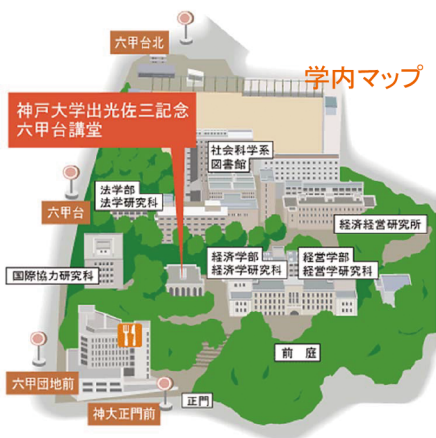 六甲台北
学内マップ
神戸大学出光佐三記念
六甲台講堂
社会科学系
図書館
法学部
法学研究科
六甲台
経済経営研究所
経済学部
経済学研究科
経営学部
経営学研究科
国際協力研究科
前庭
六甲団地前
正門
神大正門前